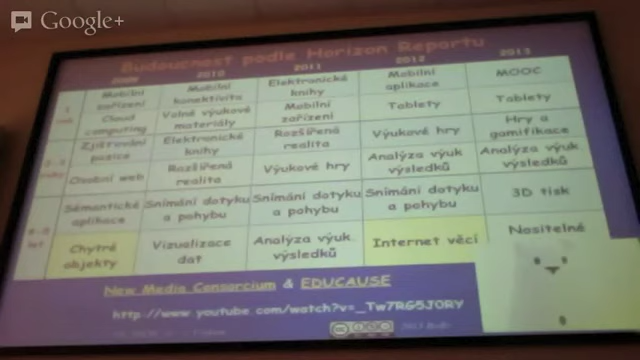 Google+
Budoucnost podle Horizon Reportu
2009 2010 2011 2012 2013
1 rok
Mobilní zařízení
Mobilní konektivita
Elektronické knihy
Mobilní aplikace
MOOC
Cloud computing
Volné výukové materiály
Mobilní zařízení
Tablety
Tablety
Zjišťování pozice
Elektronické knihy
Rozšířená realita
Výukové hry
Hry a gamifikace
Osobní web
Rozšířená realita
Výukové hry
Analýza výuk výsledků
Analýza výuk výsledků
Sémantické aplikace
Snímání dotyku a pohybu
Snímání dotyku a pohybu
Snímání dotyku a pohybu
3D tisk
let
Chytré objekty
Vizualizace dat
Analýza výuk. výsledků
Internet věcí
Nositelné
New Media Consorcium & EDUCAUSE
http://www.youtube.com/watch?v=_Tw7RG5J0RY